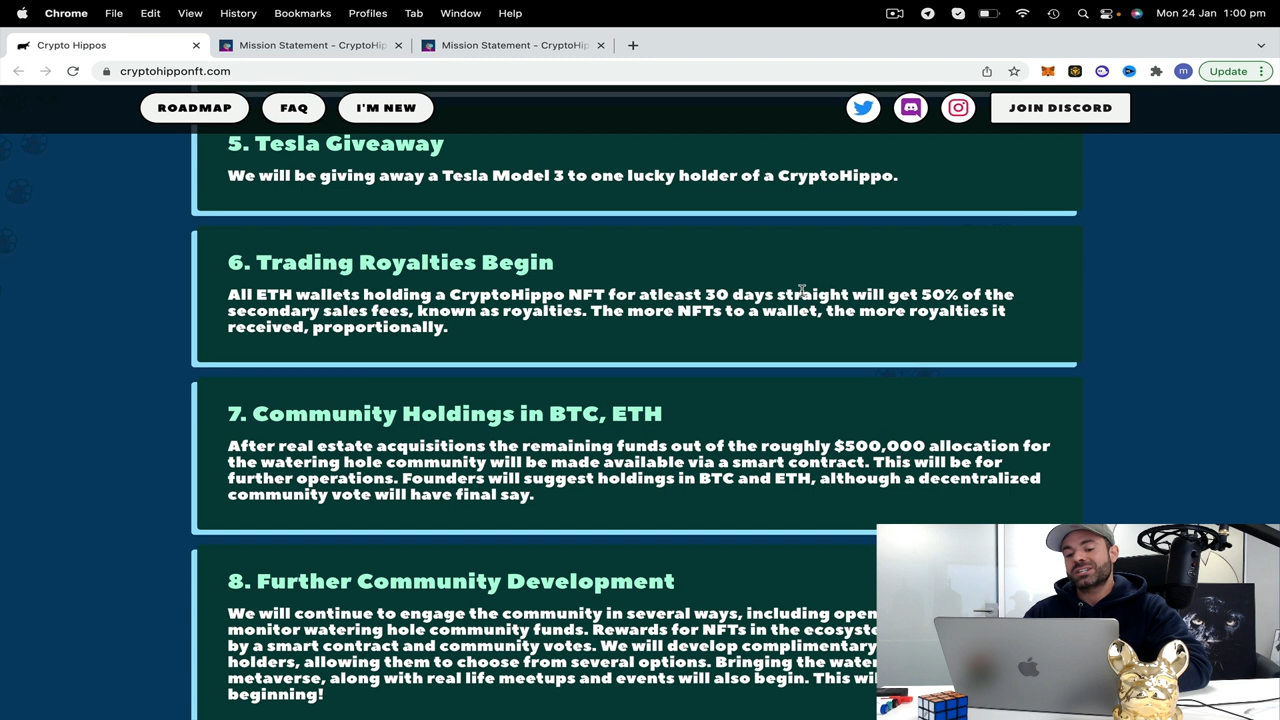 Chrome File Edit View History Bookmarks Profiles Tab Window Help Mon 24 Jan 1:00 pm
Crypto Hippos Mission Statement - CryptoHip Mission Statement - CryptoHip
cryptohipponft.com m Update
ROADMAP FAQ I'M NEW JOIN DISCORD
5. Tesla Giveaway
We will be giving away a Tesla Model 3 to one lucky holder of a CryptoHippo.
6. Trading Royalties Begin
All ETH wallets holding a CryptoHippo NFT for atleast 30 days straight will get 50% of the
secondary sales fees, known as royalties. The more NFTs to a wallet, the more royalties it
received, proportionally.
7. Community Holdings in BTC, ETH
After real estate acquisitions the remaining funds out of the roughly $500,000 allocation for
the watering hole community will be made available via a smart contract. This will be for
further operations. Founders will suggest holdings in BTC and ETH, although a decentralized
community vote will have final say.
8. Further Community Development
We will continue to engage the community in several ways, including open
monitor watering hole community funds. Rewards for NFTs in the ecosyste
by a smart contract and community votes. We will develop complimentary
holders, allowing them to choose from several options. Bringing the water
metaverse, along with real life meetups and events will also begin. This wil
beginning!